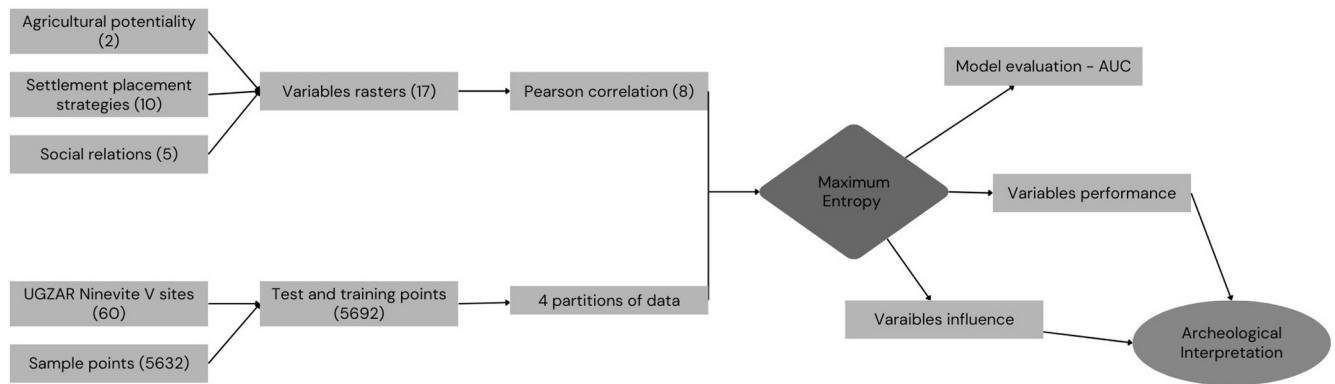 Agricultural potentiality
(2)
Settlement placement
strategies (10)
Social relations (5)
Variables rasters (17)
Pearson correlation (8)
UGZAR Ninevite V sites
(60)
Sample points (5632)
Test and training points
(5692)
4 partitions of data
Maximum
Entropy
Model evaluation - AUC
Variables performance
Varaibles influence
Archeological
Interpretation